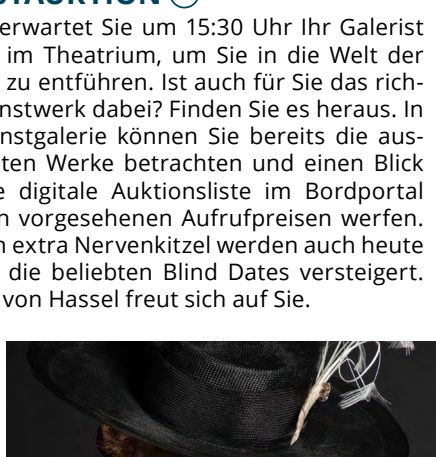 erwartet Sie um 15:30 Uhr Ihr Galerist
im Theatrium, um Sie in die Welt der
zu entführen. Ist auch für Sie das rich-
dabei? Finden Sie es heraus. In
können Sie bereits die aus-
Werke betrachten und einen Blick
digitale Auktionsliste im Bordportal
vorgesehenen Aufrufpreisen werfen.
extra Nervenkitzel werden auch heute
die beliebten Blind Dates versteigert.
von Hassel freut sich auf Sie.